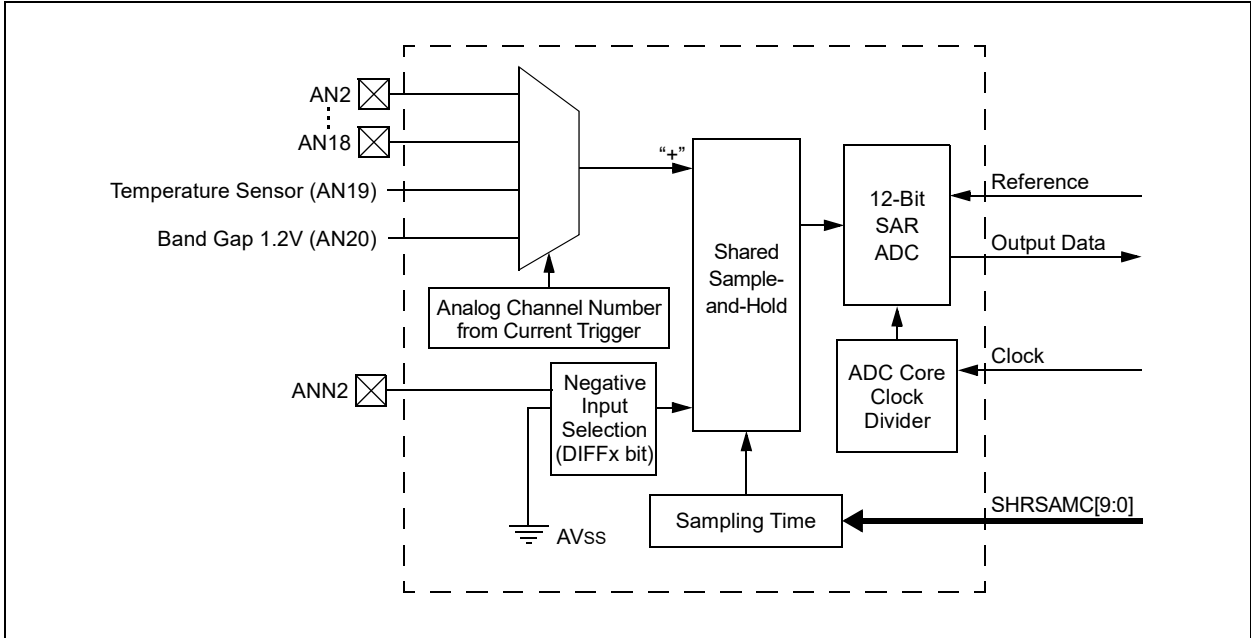 AN2
AN18
Temperature Sensor (AN19)
Band Gap 1.2V (AN20)
“+”
Analog Channel Number
from Current Trigger
ANN2
Negative
Input
Selection
(DIFFx bit)
AVSS
Shared
Sample-
and-Hold
Sampling Time
12-Bit
SAR
ADC
ADC Core
Clock
Divider
Reference
Output Data
Clock
SHRSAMC[9:0]